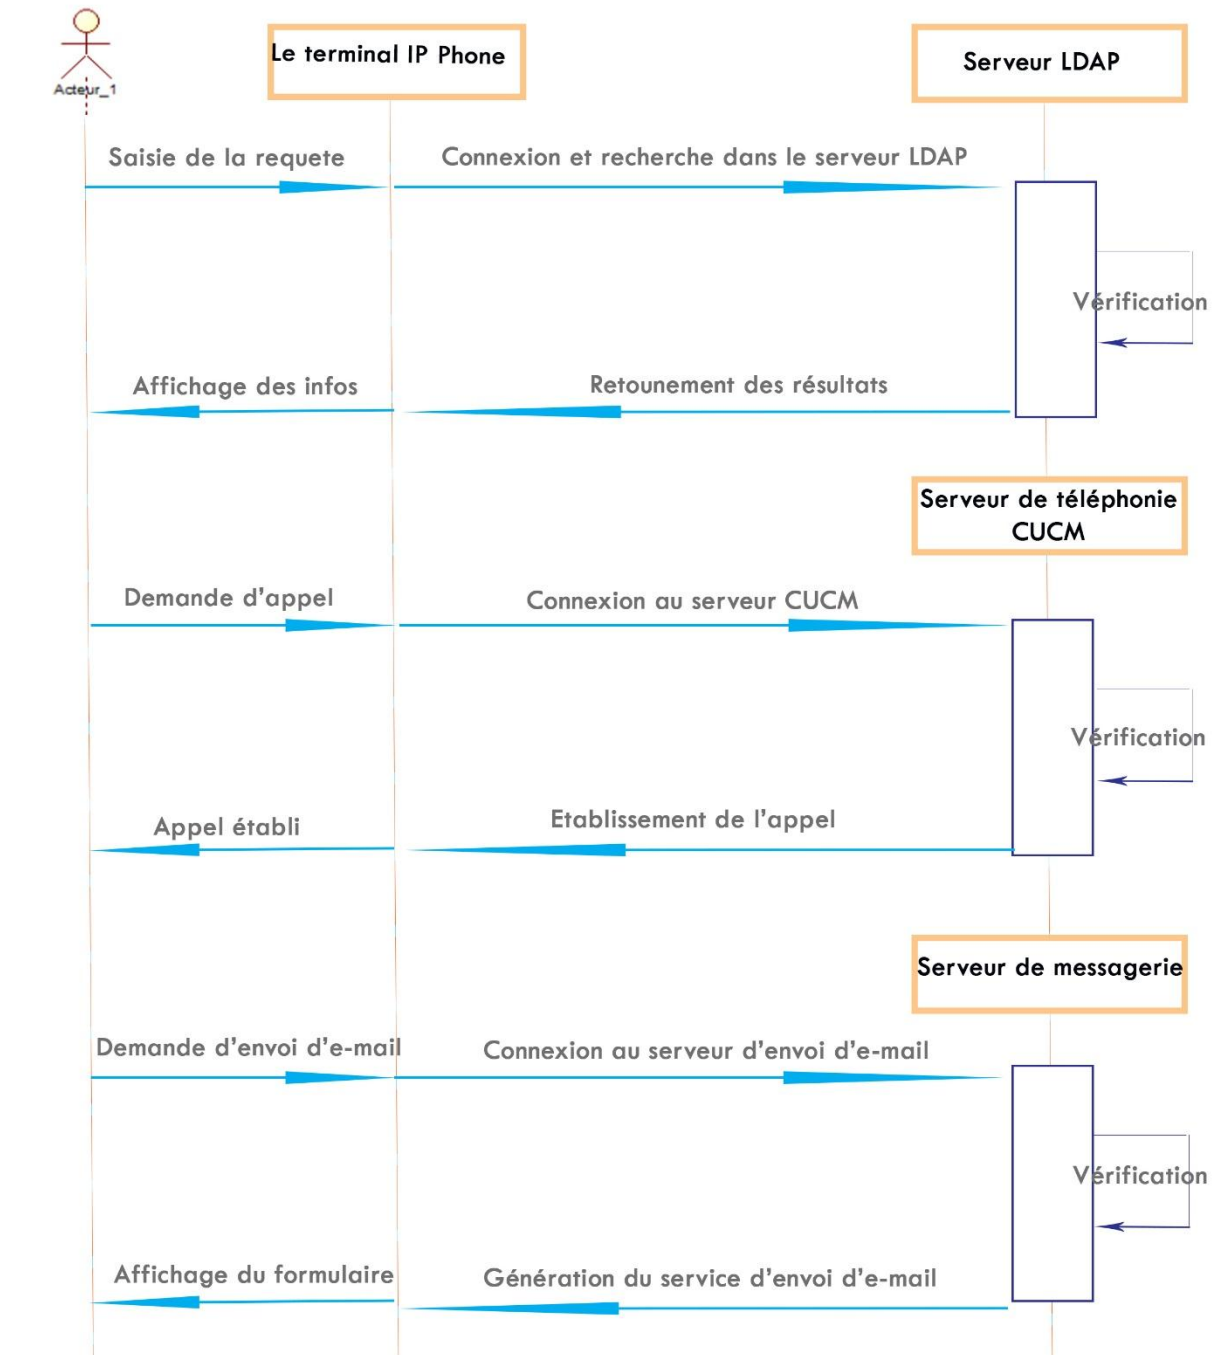 Acteur_1
Le terminal IP Phone
Serveur LDAP
Saisie de la requete
Connexion et recherche dans le serveur LDAP
Vérification
Affichage des infos
Retounement des résultats
Serveur de téléphonie
CUCM
Demande d'appel
Connexion au serveur CUCM
Vérification
Appel établi
Etablissement de l'appel
Serveur de messagerie
Demande d'envoi d'e-mail
Connexion au serveur d'envoi d'e-mail
Vérification
Affichage du formulaire
Génération du service d'envoi d'e-mail